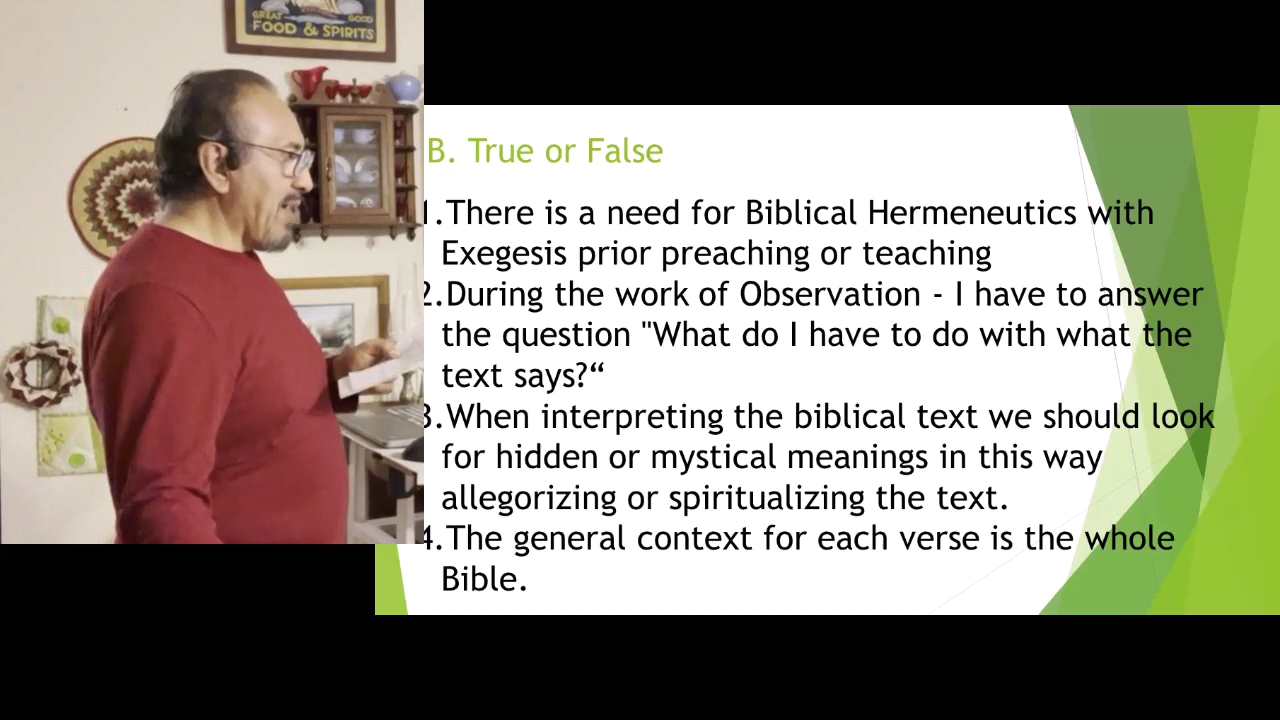 GREAT GOOD
FOOD & SPIRITS
B. True or False
1.There is a need for Biblical Hermeneutics with
Exegesis prior preaching or teaching
2.During the work of Observation - I have to answer
the question "What do I have to do with what the
text says?“
3.When interpreting the biblical text we should look
for hidden or mystical meanings in this way
allegorizing or spiritualizing the text.
4.The general context for each verse is the whole
Bible.